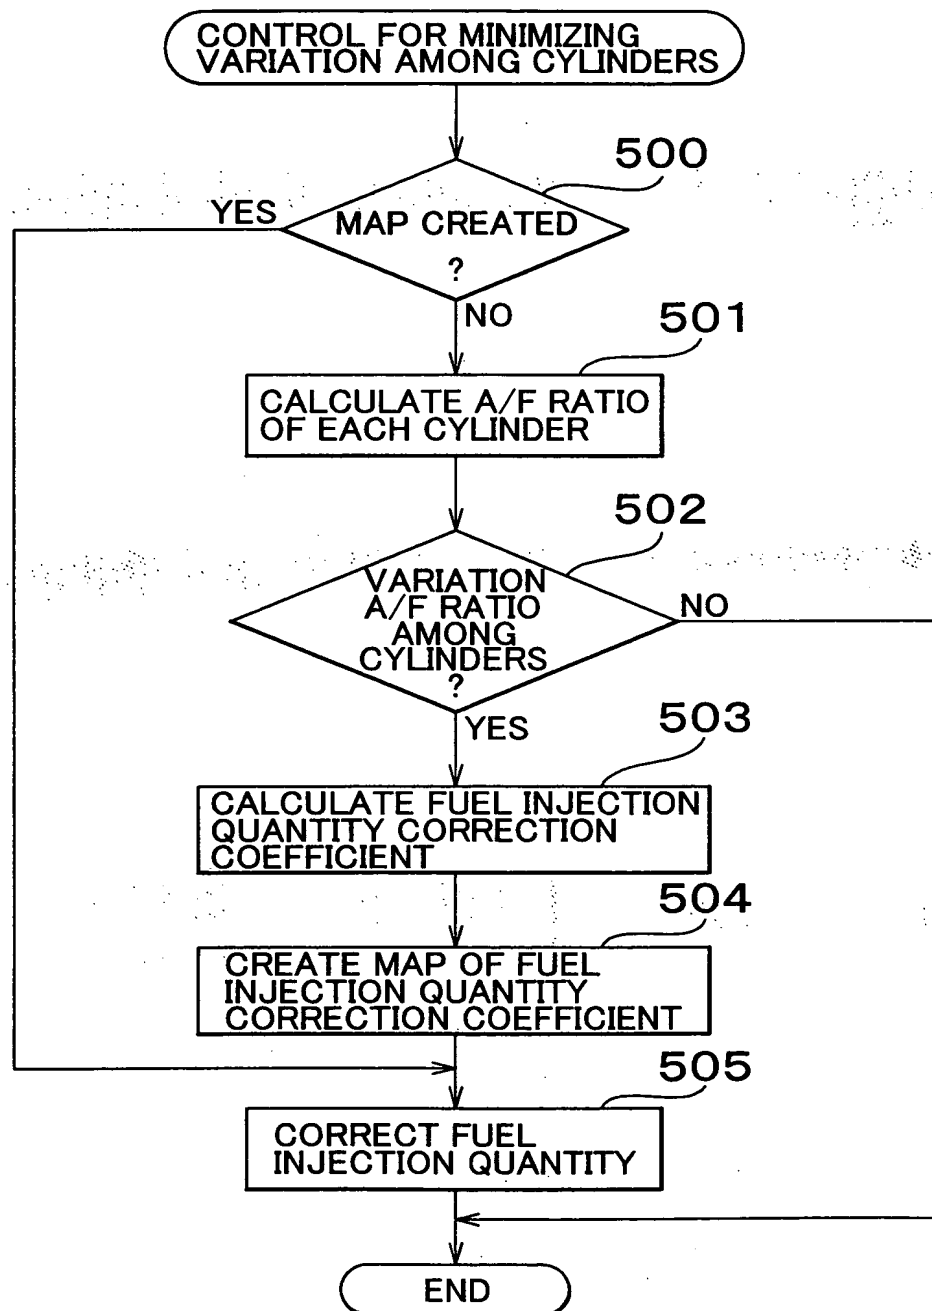 CONTROL FOR MINIMIZING
VARIATION AMONG CYLINDERS
500
YES
MAP CREATED
?
NO
501
CALCULATE A/F RATIO
OF EACH CYLINDER
502
VARIATION
A/F RATIO
AMONG
CYLINDERS
?
NO
YES
503
CALCULATE FUEL INJECTION
QUANTITY CORRECTION
COEFFICIENT
504
CREATE MAP OF FUEL
INJECTION QUANTITY
CORRECTION COEFFICIENT
505
CORRECT FUEL
INJECTION QUANTITY
END